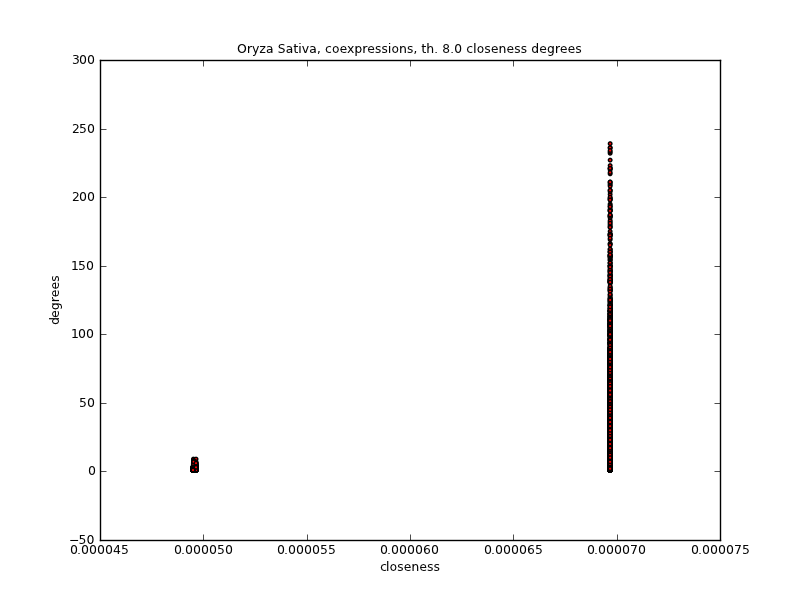 Oryza Sativa, coexpressions, th. 8.0 closeness degrees
300
250
200
150
100
50
0
−50
degrees
0.000045 0.000050 0.000055 0.000060 0.000065 0.000070 0.000075
closeness